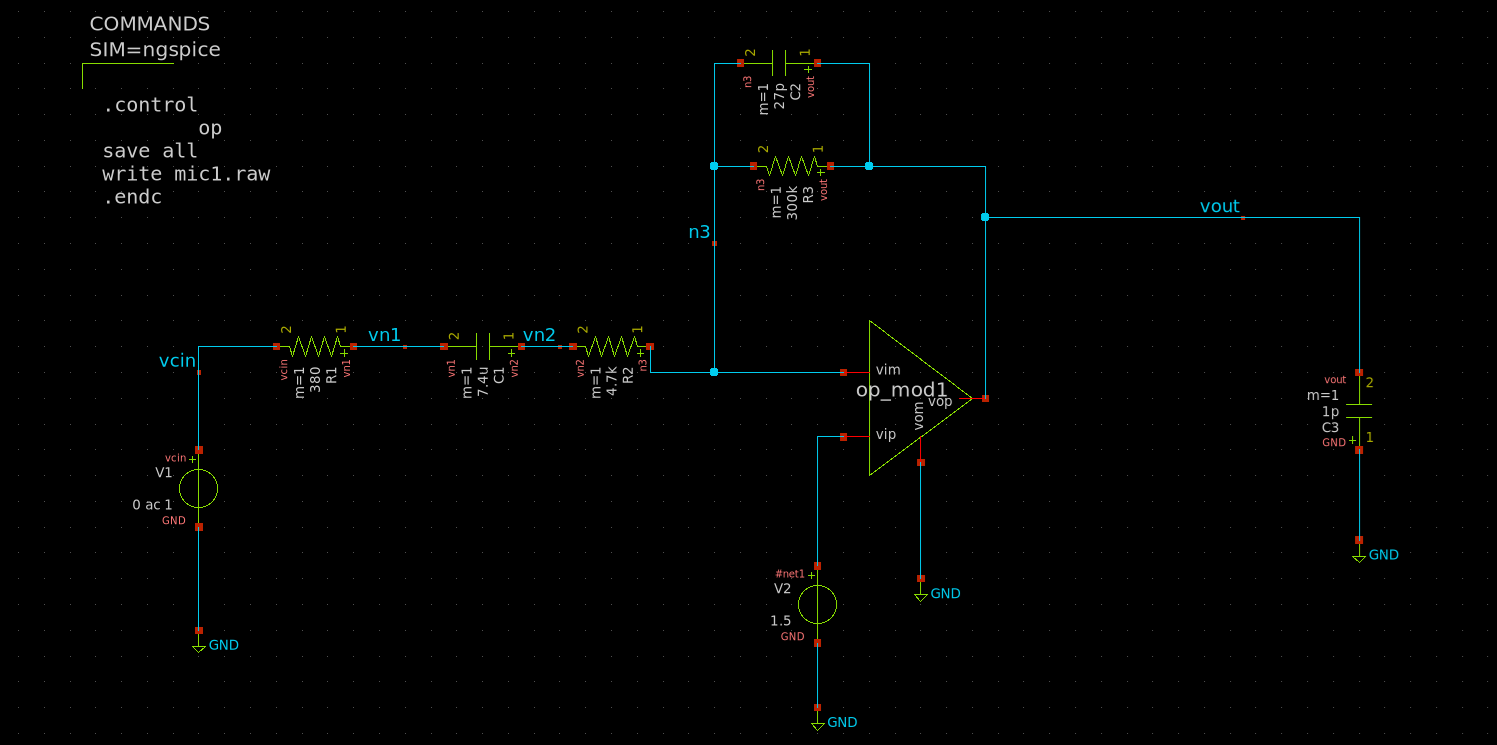 COMMANDS
SIM=ngspice
.control
op
save all
write mic1.raw
.endc
2
1
n3
m=1
27p
C2
vout
2
1
n3
m=1
300k
R3
vout
n3
vout
vcin
2
1
vcin
m=1
380
R1
vn1
vn1
2
1
vn1
m=1
7.4u
C1
vn2
vn2
2
1
vn2
m=1
4.7k
R2
n3
vim
op_mod1
vop
vom
vip
vout
2
m=1
1p
C3
GND
1
GND
vcin
V1
0 ac 1
GND
GND
#net1
V2
1.5
GND
GND
GND